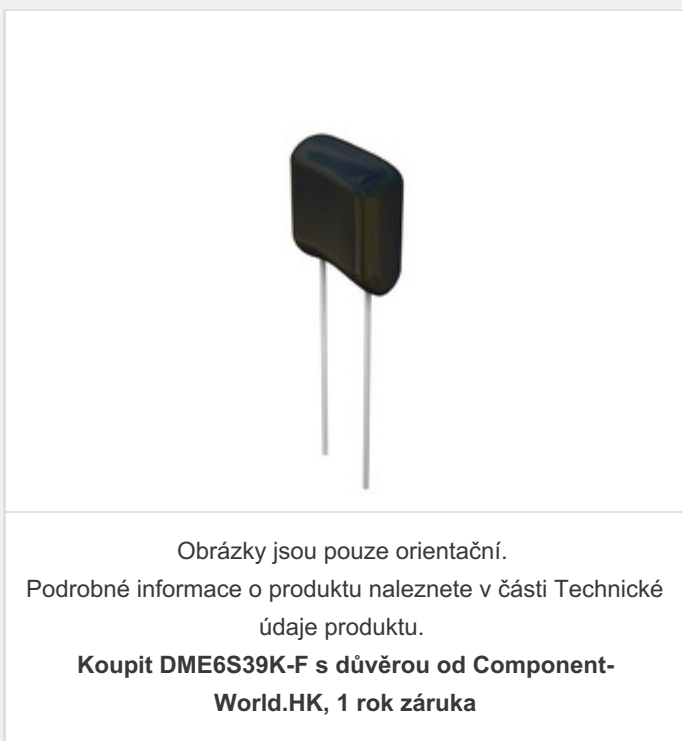 Obrázky jsou pouze orientační.
Podrobné informace o produktu naleznete v části Technické
údaje produktu.
Koupit DME6S39K-F s důvěrou od Component-
World.HK, 1 rok záruka